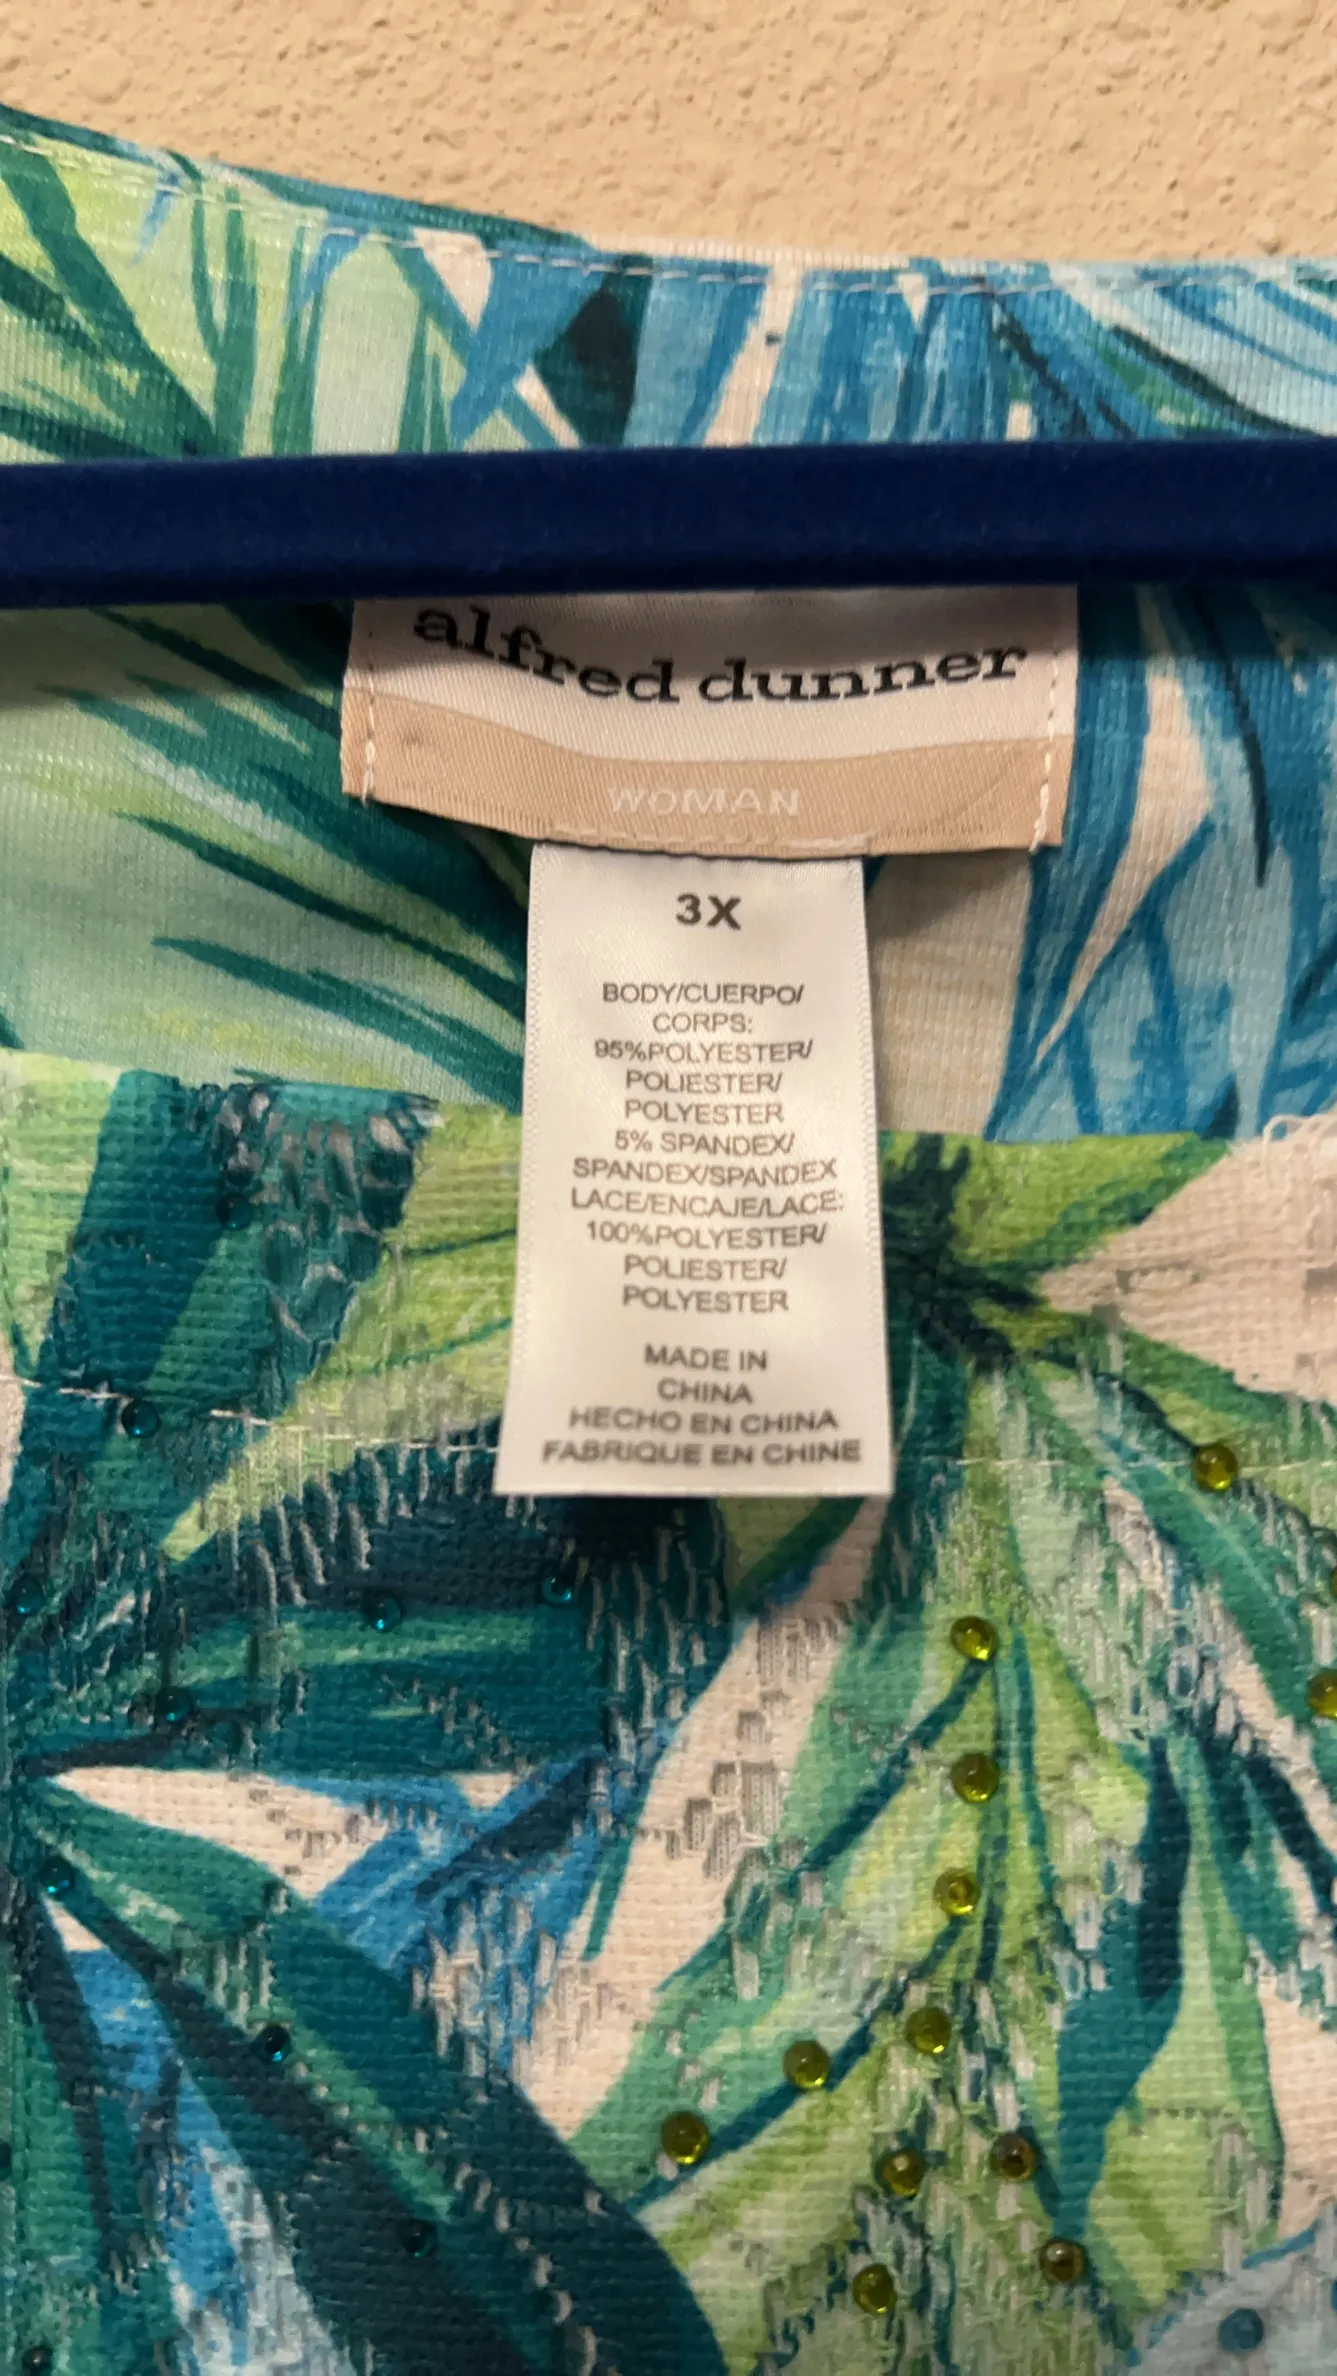 alfred dunner
WOMAN
3X
BODY/CUERPO/
CORPS:
95%POLYESTER/
POLIESTER/
POLYESTER
5% SPANDEX/
SPANDEX/SPANDEX
LACE/ENCAJE/LACE:
100%POLYESTER/
POLIESTER/
POLYESTER
MADE IN
CHINA
HECHO EN CHINA
FABRIQUE EN CHINE